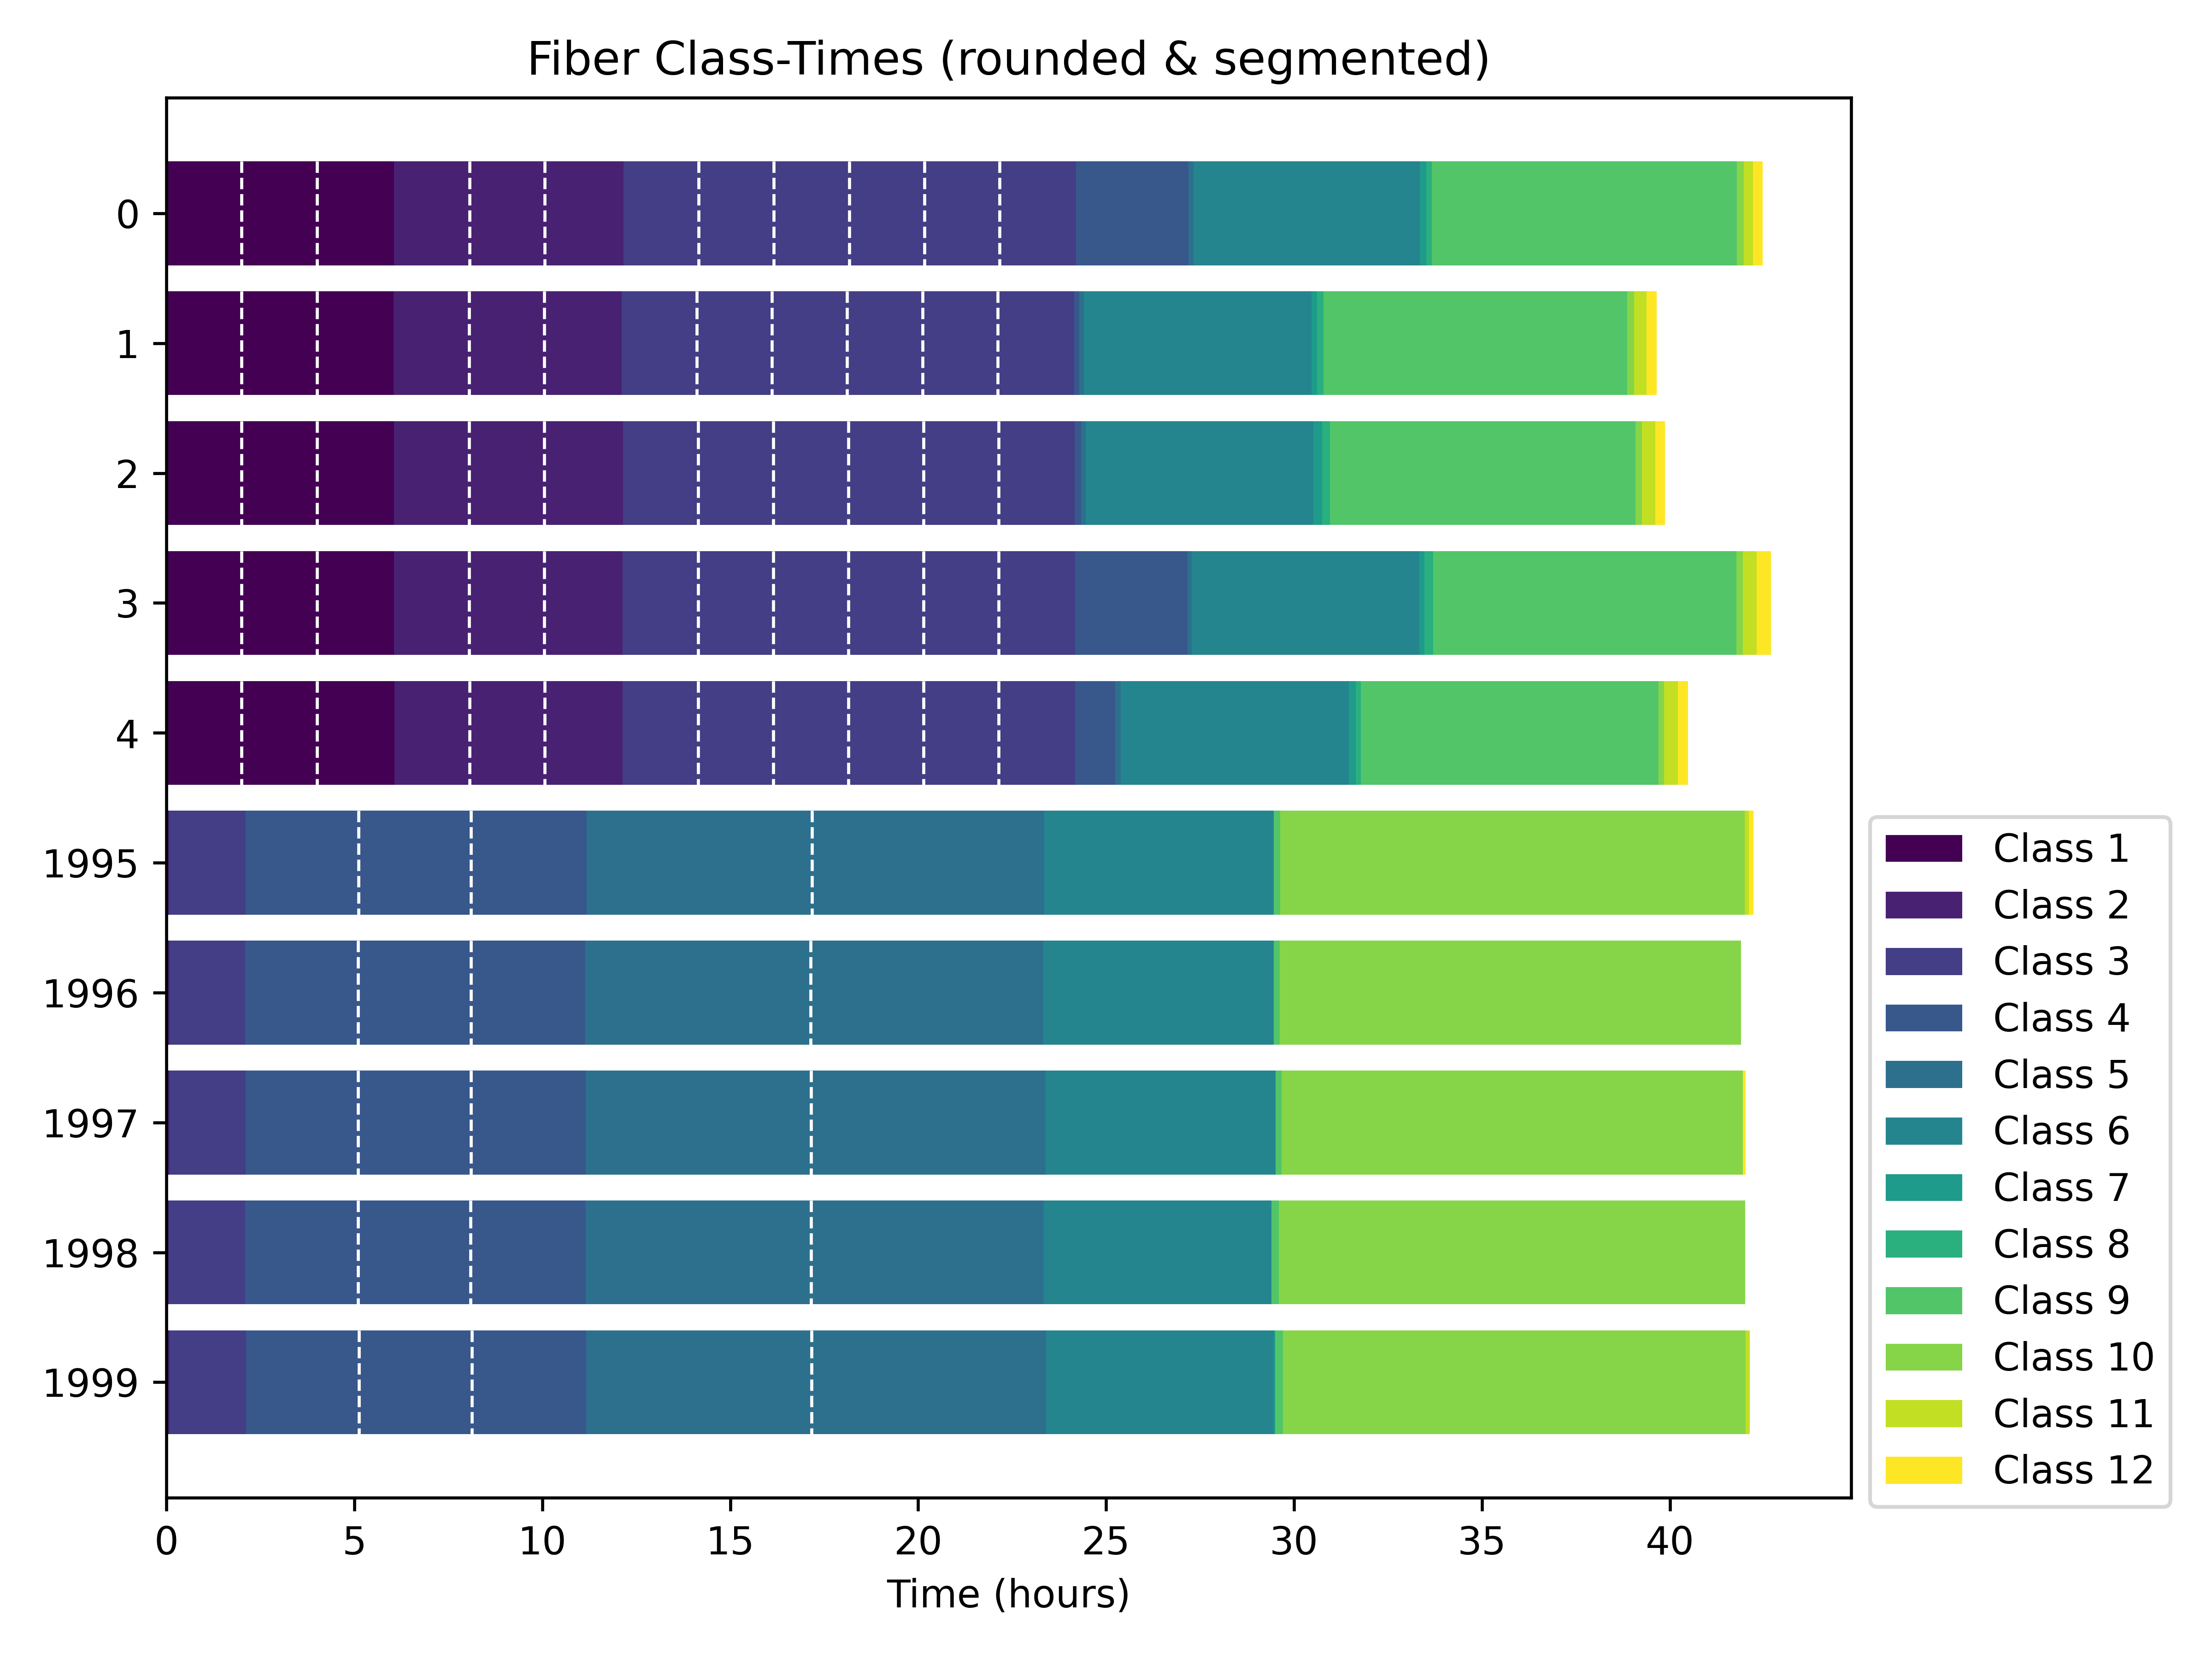 Fiber Class-Times (rounded & segmented)
0
1
2
3
4
1995
1996
1997
1998
1999
0 5 10 15 20 25 30 35 40
Time (hours)
Class 1
Class 2
Class 3
Class 4
Class 5
Class 6
Class 7
Class 8
Class 9
Class 10
Class 11
Class 12